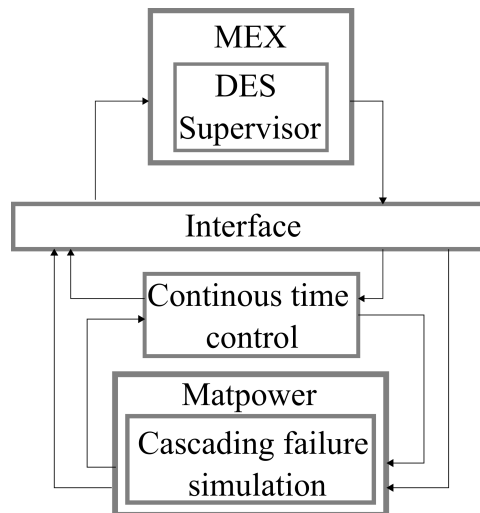 MEX
DES
Supervisor
Interface
Continous time
control
Matpower
Cascading failure
simulation